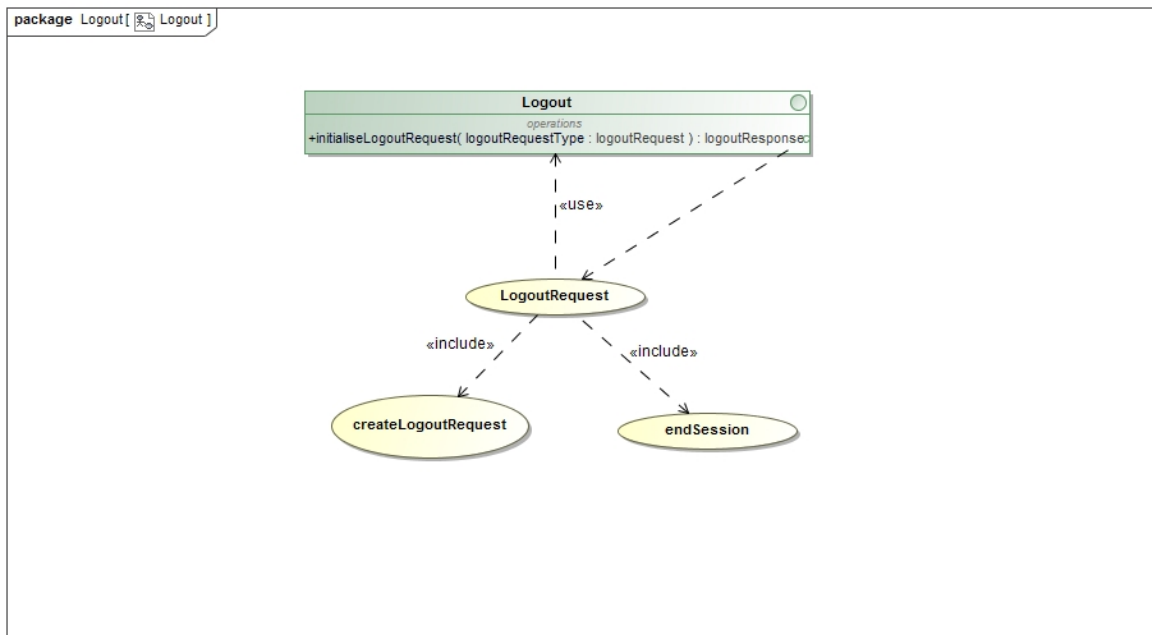 package Logout[ Logout ]
Logout
operations
+initialiseLogoutRequest( logoutRequestType : logoutRequest ) : logoutResponse
«use»
LogoutRequest
«include»
«include»
createLogoutRequest
endSession